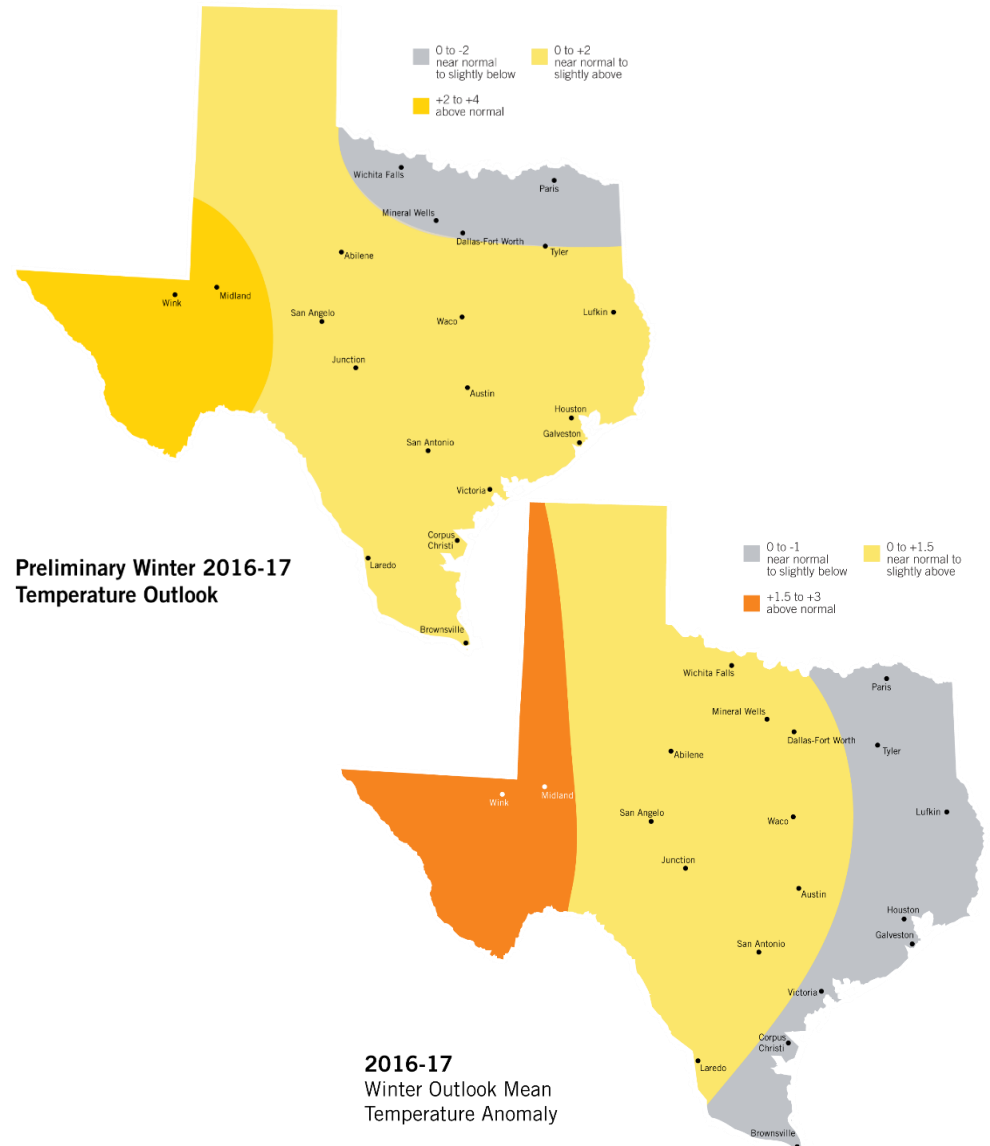 0 to -2
near normal
to slightly below
0 to +2
near normal to
slightly above
+2 to +4
above normal
Wichita Falls
Paris
Mineral Wells
Dallas-Fort Worth
Tyler
Abilene
Wink
Midland
San Angelo
Waco
Lufkin
Junction
Austin
Houston
Galveston
San Antonio
Victoria
Corpus
Christi
Laredo
Brownsville
Preliminary Winter 2016-17
Temperature Outlook
0 to -1
near normal
to slightly below
0 to +1.5
near normal to
slightly above
+1.5 to +3
above normal
Wichita Falls
Paris
Mineral Wells
Dallas-Fort Worth
Tyler
Abilene
Wink
Midland
San Angelo
Waco
Lufkin
Junction
Austin
Houston
Galveston
San Antonio
Victoria
Corpus
Christi
Laredo
Brownsville
2016-17
Winter Outlook Mean
Temperature Anomaly